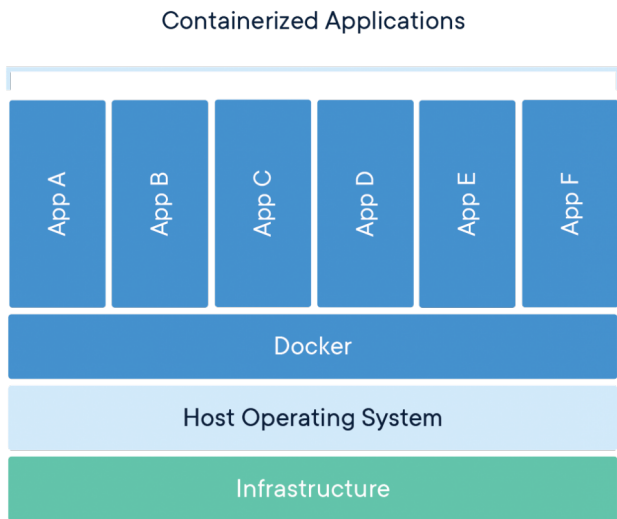 Containerized Applications
App A
App B
App C
App D
App E
App F
Docker
Host Operating System
Infrastructure